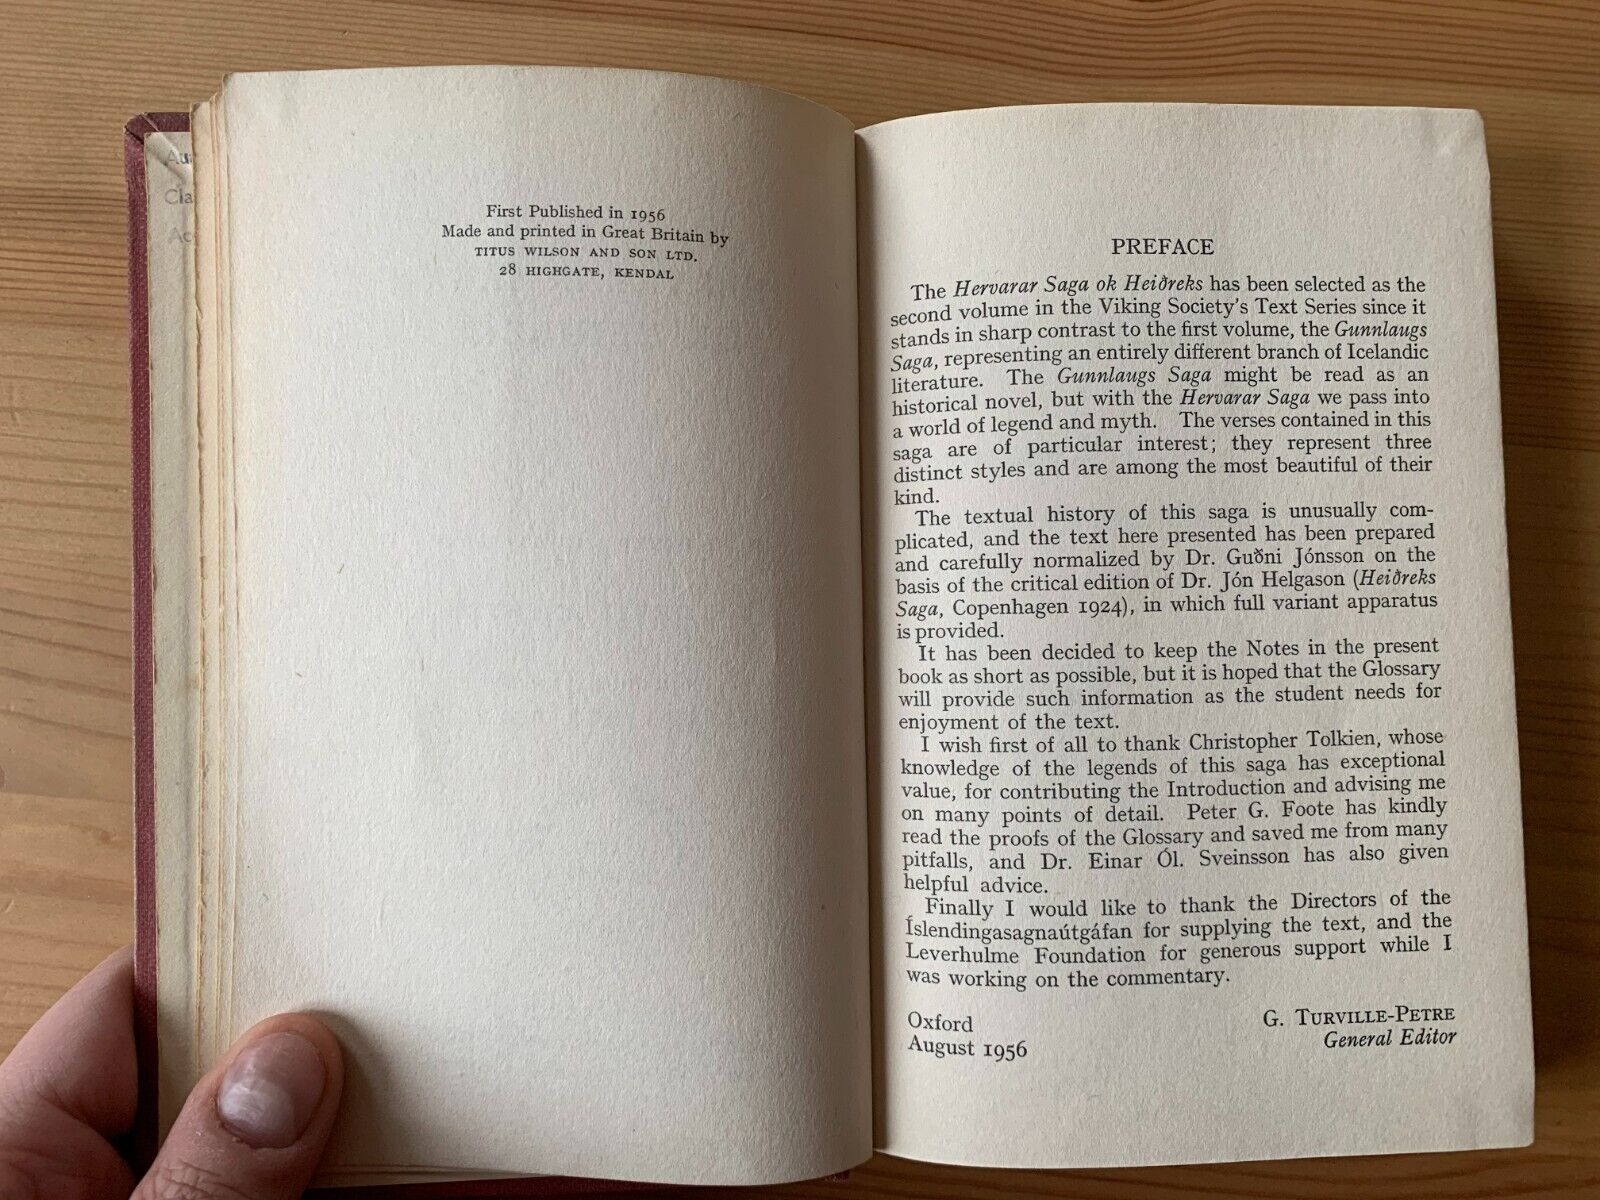 Au
Cla
Ac
First Published in 1956
Made and printed in Great Britain by
TITUS WILSON AND SON LTD.
28 HIGHGATE, KENDAL
PREFACE
The Hervarar Saga ok Heiðreks has been selected as the
second volume in the Viking Society's Text Series since it
stands in sharp contrast to the first volume, the Gunnlaugs
Saga, representing an entirely different branch of Icelandic
literature. The Gunnlaugs Saga might be read as an
historical novel, but with the Hervarar Saga we pass into
a world of legend and myth. The verses contained in this
saga are of particular interest; they represent three
distinct styles and are among the most beautiful of their
kind.
The textual history of this saga is unusually com-
plicated, and the text here presented has been prepared
and carefully normalized by Dr. Guðni Jónsson on the
basis of the critical edition of Dr. Jón Helgason (Heiðreks
Saga, Copenhagen 1924), in which full variant apparatus
is provided.
It has been decided to keep the Notes in the present
book as short as possible, but it is hoped that the Glossary
will provide such information as the student needs for
enjoyment of the text.
I wish first of all to thank Christopher Tolkien, whose
knowledge of the legends of this saga has exceptional
value, for contributing the Introduction and advising me
on many points of detail. Peter G. Foote has kindly
read the proofs of the Glossary and saved me from many
pitfalls, and Dr. Einar Ól. Sveinsson has also given
helpful advice.
Finally I would like to thank the Directors of the
Íslendingasagnaútgáfan for supplying the text, and the
Leverhulme Foundation for generous support while I
was working on the commentary.
Oxford
August 1956
G. TURVILLE-PETRE
General Editor